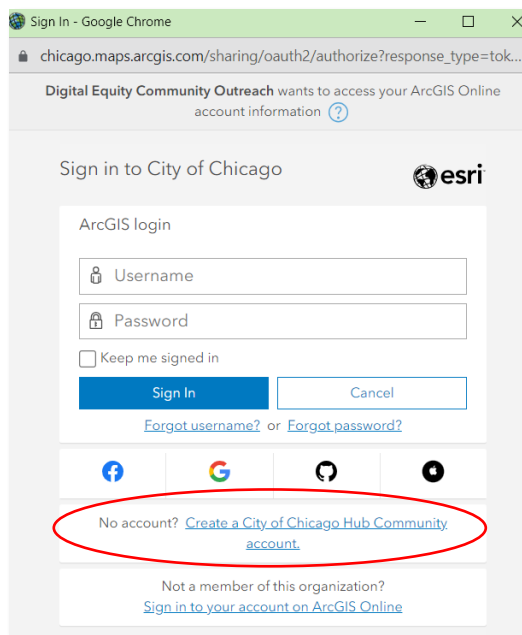 Sign In - Google Chrome
chicago.maps.arcgis.com/sharing/oauth2/authorize?response_type=tok...
Digital Equity Community Outreach wants to access your ArcGIS Online
account information ?
Sign in to City of Chicago
esri
ArcGIS login
Username
Password
Keep me signed in
Sign In Cancel
Forgot username? or Forgot password?
No account? Create a City of Chicago Hub Community
account.
Not a member of this organization?
Sign in to your account on ArcGIS Online